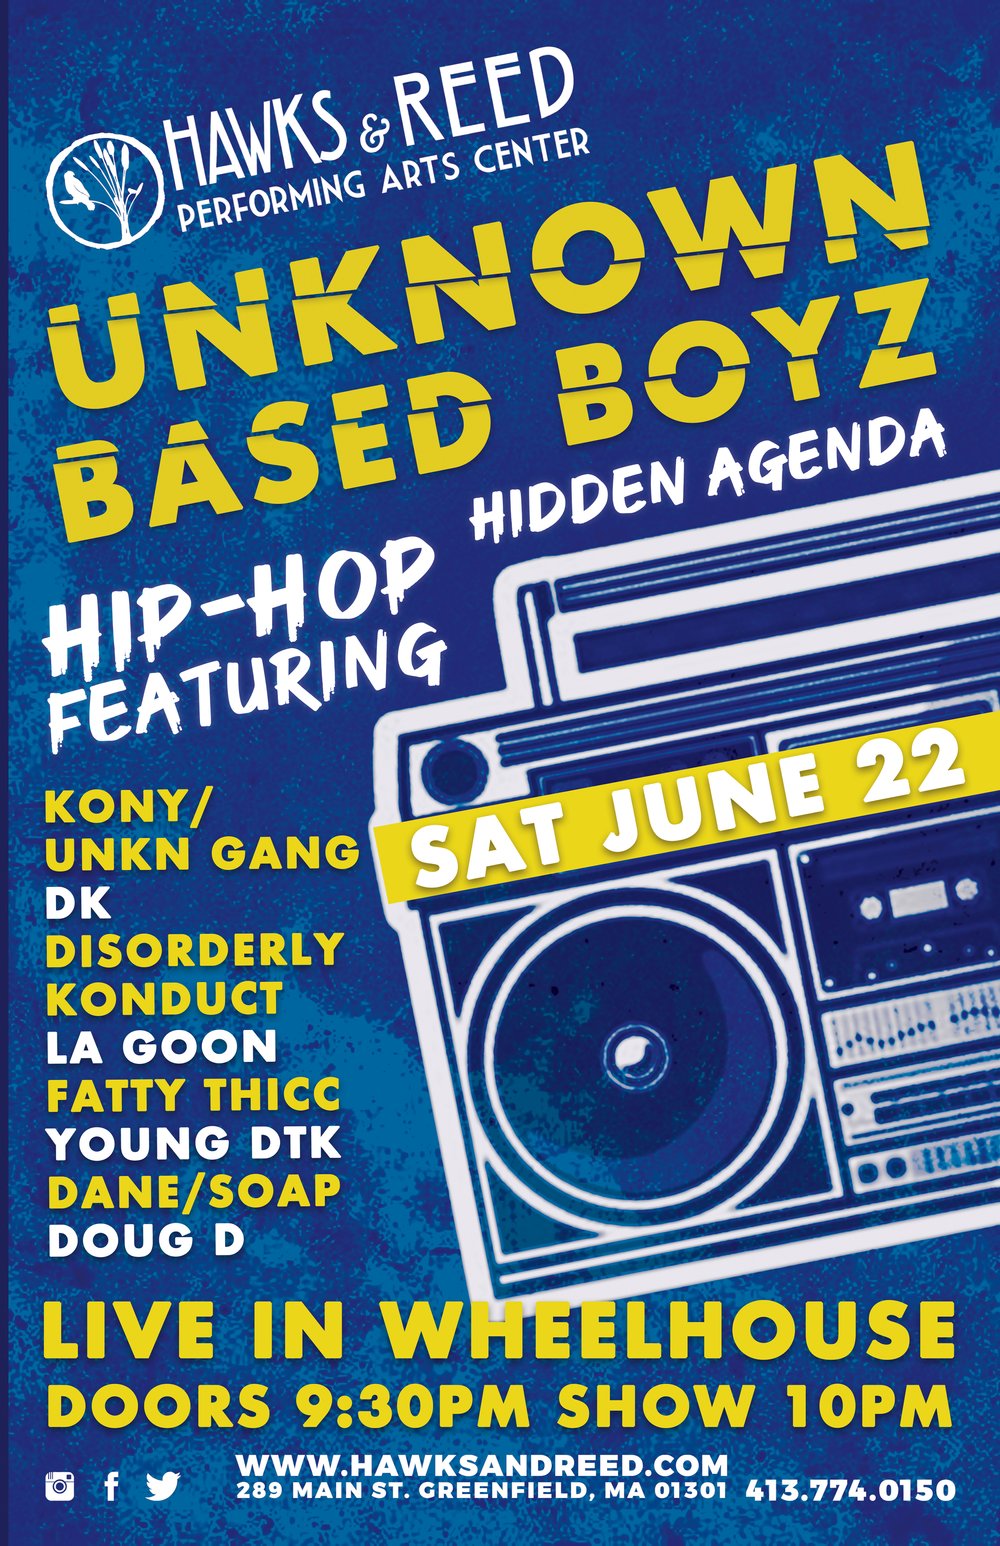 HAWKS & REED
PERFORMING ARTS CENTER
UNKNOWN
BASED BOYZ
HIDDEN AGENDA
HIP-HOP
FEATURING
SAT JUNE 22
KONY/
UNKN GANG
DK
DISORDERLY
KONDUCT
LA GOON
FATTY THICC
YOUNG DTK
DANE/SOAP
DOUG D
LIVE IN WHEELHOUSE
DOORS 9:30PM SHOW 10PM
WWW.HAWKSANDREED.COM
289 MAIN ST. GREENFIELD, MA 01301 413.774.0150